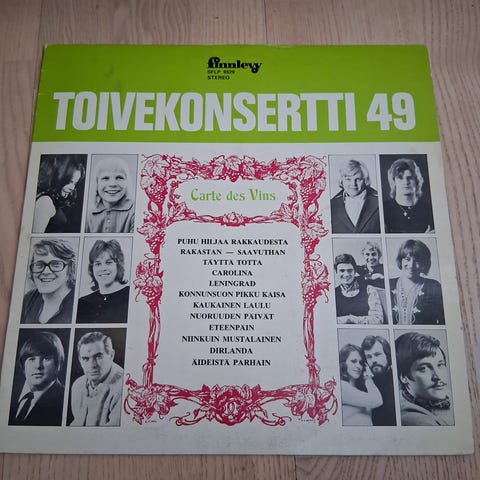 finnlevy
SFLP 9529
STEREO
TOIVEKONSERTTI 49
Carte des Vins
PUHU HILJAA RAKKAUDESTA
RAKASTAN — SAAVUTHAN
TÄYTTÄ TOTTA
CAROLINA
LENINGRAD
KONNUNSUON PIKKU KAISA
KAUKAINEN LAULU
NUORUUDEN PÄIVÄT
ETEENPÄIN
NIINKUIN MUSTALAINEN
DIRLANDA
ÄIDEISTÄ PARHAIN